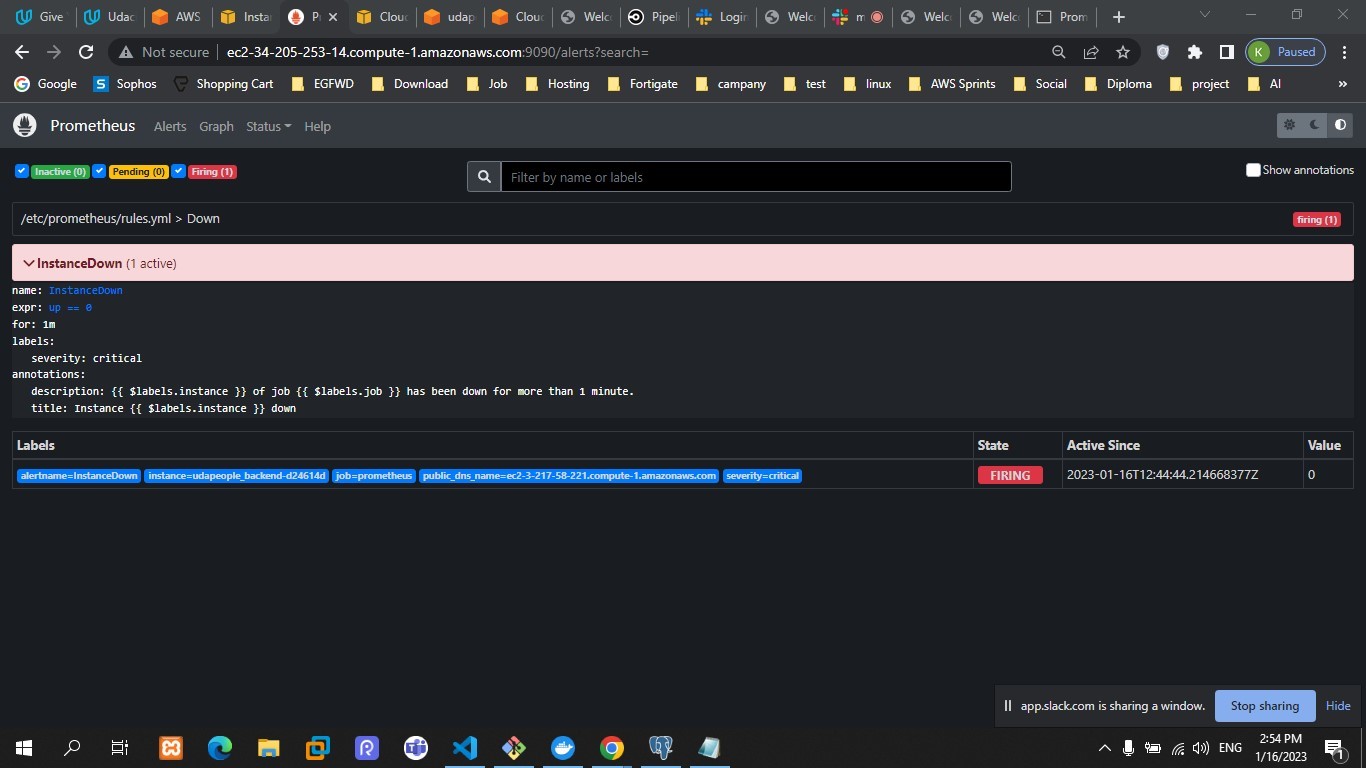 Give
Udac
AWS
Insta
P
Clou
udap
Clou
Welc
Pipeli
Login
Welc
m
Welc
Welc
Prom
Not secure
ec2-34-205-253-14.compute-1.amazonaws.com:9090/alerts?search=
K Paused
Google
Sophos
Shopping Cart
EGFWD
Download
Job
Hosting
Fortigate
campany
test
linux
AWS Sprints
Social
Diploma
project
AI
»
Prometheus
Alerts
Graph
Status
Help
Inactive (0)
Pending (0)
Firing (1)
Filter by name or labels
Show annotations
/etc/prometheus/rules.yml > Down
firing (1)
InstanceDown (1 active)
name: InstanceDown
expr: up == 0
for: 1m
labels:
severity: critical
annotations:
description: {{ $labels.instance }} of job {{ $labels.job }} has been down for more than 1 minute.
title: Instance {{ $labels.instance }} down
Labels
State
Active Since
Value
alertname=InstanceDown
instance=udapeople_backend-d24614d
job=prometheus
public_dns_name=ec2-3-217-58-221.compute-1.amazonaws.com
severity=critical
FIRING
2023-01-16T12:44:44.214668377Z
0
app.slack.com is sharing a window.
Stop sharing
Hide
ENG
2:54 PM
1/16/2023
1